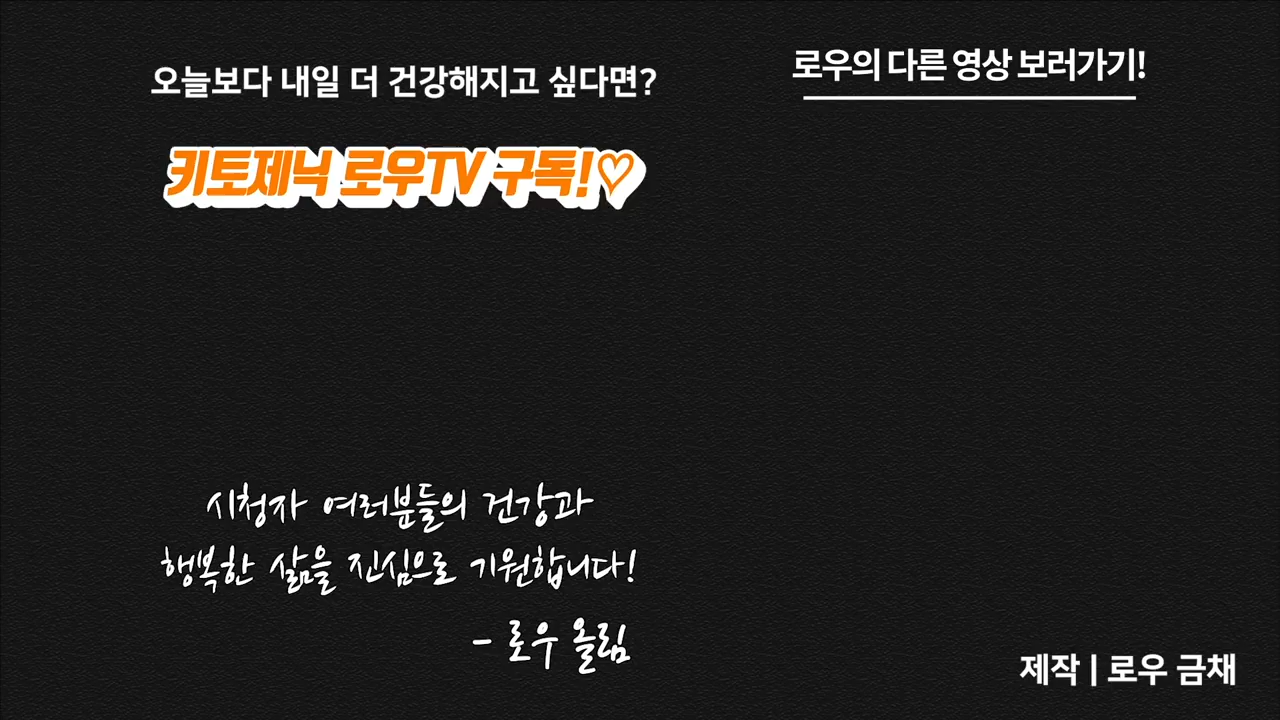 오늘보다 내일 더 건강해지고 싶다면?
키토제닉 로우TV 구독!♡
로우의 다른 영상 보러가기!
시청자 여러분들의 건강과
행복한 삶을 진심으로 기원합니다!
- 로우 올림
제작 | 로우 금채